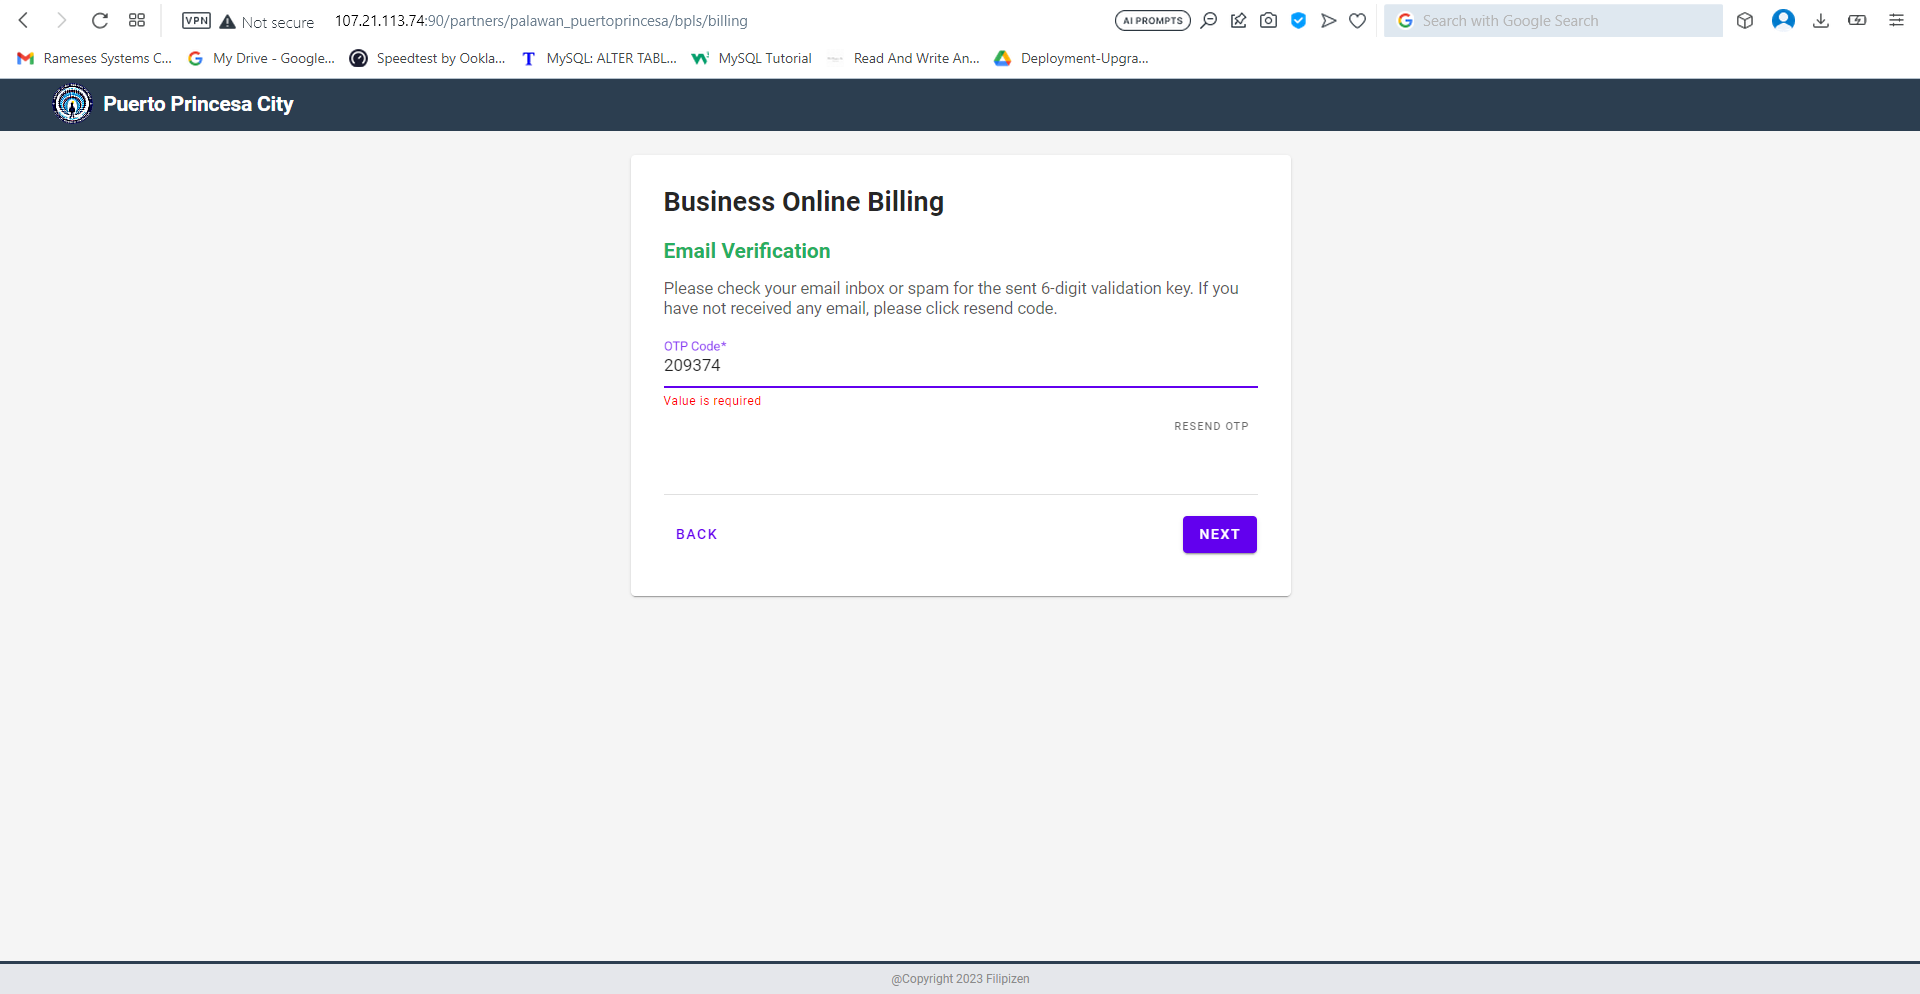 VPN Not secure 107.21.113.74:90/partners/palawan_puertoprincesa/bpls/billing AI PROMPTS Search with Google Search
Rameses Systems C... My Drive - Google... Speedtest by Ookla... MySQL: ALTER TABL... MySQL Tutorial Read And Write An... Deployment-Upgra...
Puerto Princesa City
Business Online Billing
Email Verification
Please check your email inbox or spam for the sent 6-digit validation key. If you
have not received any email, please click resend code.
OTP Code*
209374
Value is required
RESEND OTP
BACK NEXT
@Copyright 2023 Filipizen